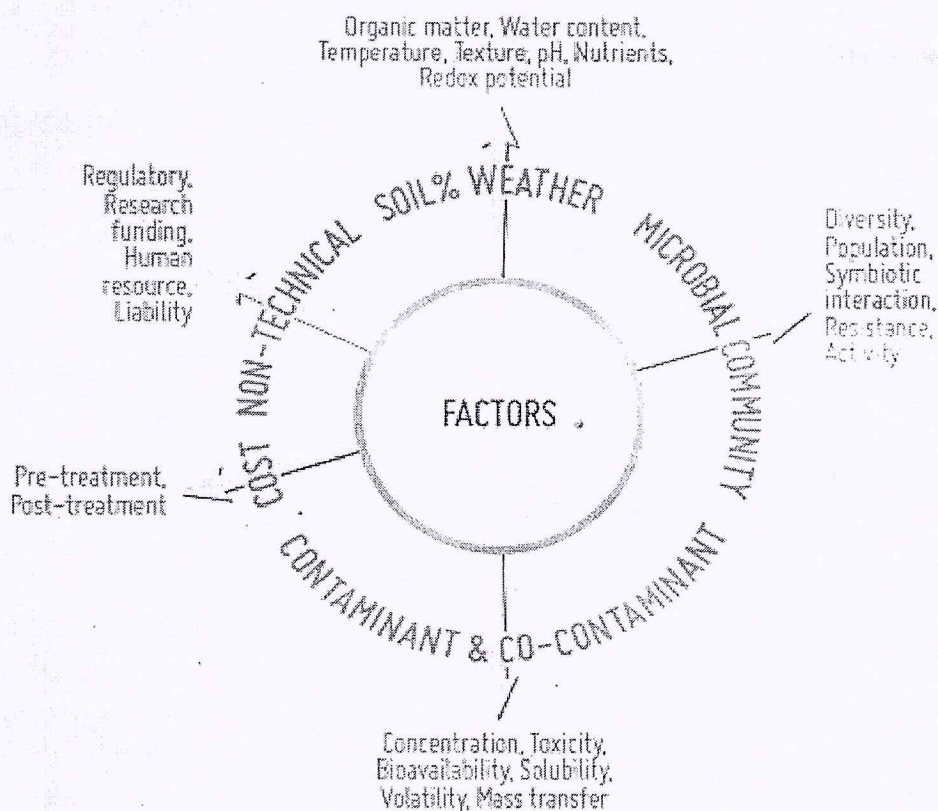 Organic matter, Water content,
Temperature, Texture, pH, Nutrients,
Redox potential
SOIL% WEATHER
MICROBIAL COMMUNITY
Diversity,
Population,
Symbiotic
interaction,
Resistance,
Activity
CONTAMINANT & CO-CONTAMINANT
Concentration, Toxicity,
Bioavailability, Solubility,
Volatility, Mass transfer
COST
Pre-treatment,
Post-treatment
NON-TECHNICAL
Regulatory,
Research
funding,
Human
resource,
Liability
FACTORS